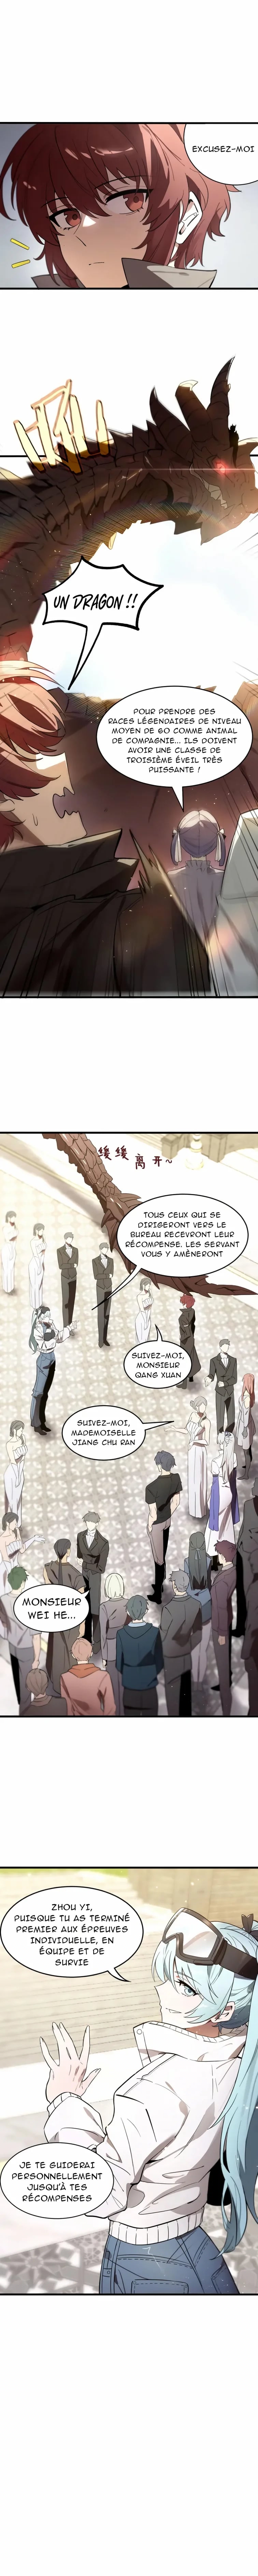 EXCUSEZ-MOI
UN DRAGON !!
POUR PRENDRE DES
RACES LÉGENDAIRES DE NIVEAU
MOYEN DE 60 COMME ANIMAL
DE COMPAGNIE... ILS DOIVENT
AVOIR UNE CLASSE DE
TROISIÈME ÉVEIL TRÈS
PUISSANTE !
缓缓离开~
TOUS CEUX QUI SE
DIRIGERONT VERS LE
BUREAU RECEVRONT LEUR
RÉCOMPENSE. LES SERVANT
VOUS Y AMÈNERONT
SUIVEZ-MOI,
MONSIEUR
QANG XUAN
SUIVEZ-MOI,
MADEMOISELLE
JIANG CHU RAN
MONSIEUR
WEI HE...
ZHOU YI,
PUISQUE TU AS TERMINÉ
PREMIER AUX ÉPREUVES
INDIVIDUELLE, EN
ÉQUIPE ET DE
SURVIE
JE TE GUIDERAI
PERSONNELLEMENT
JUSQU'À TES
RÉCOMPENSES